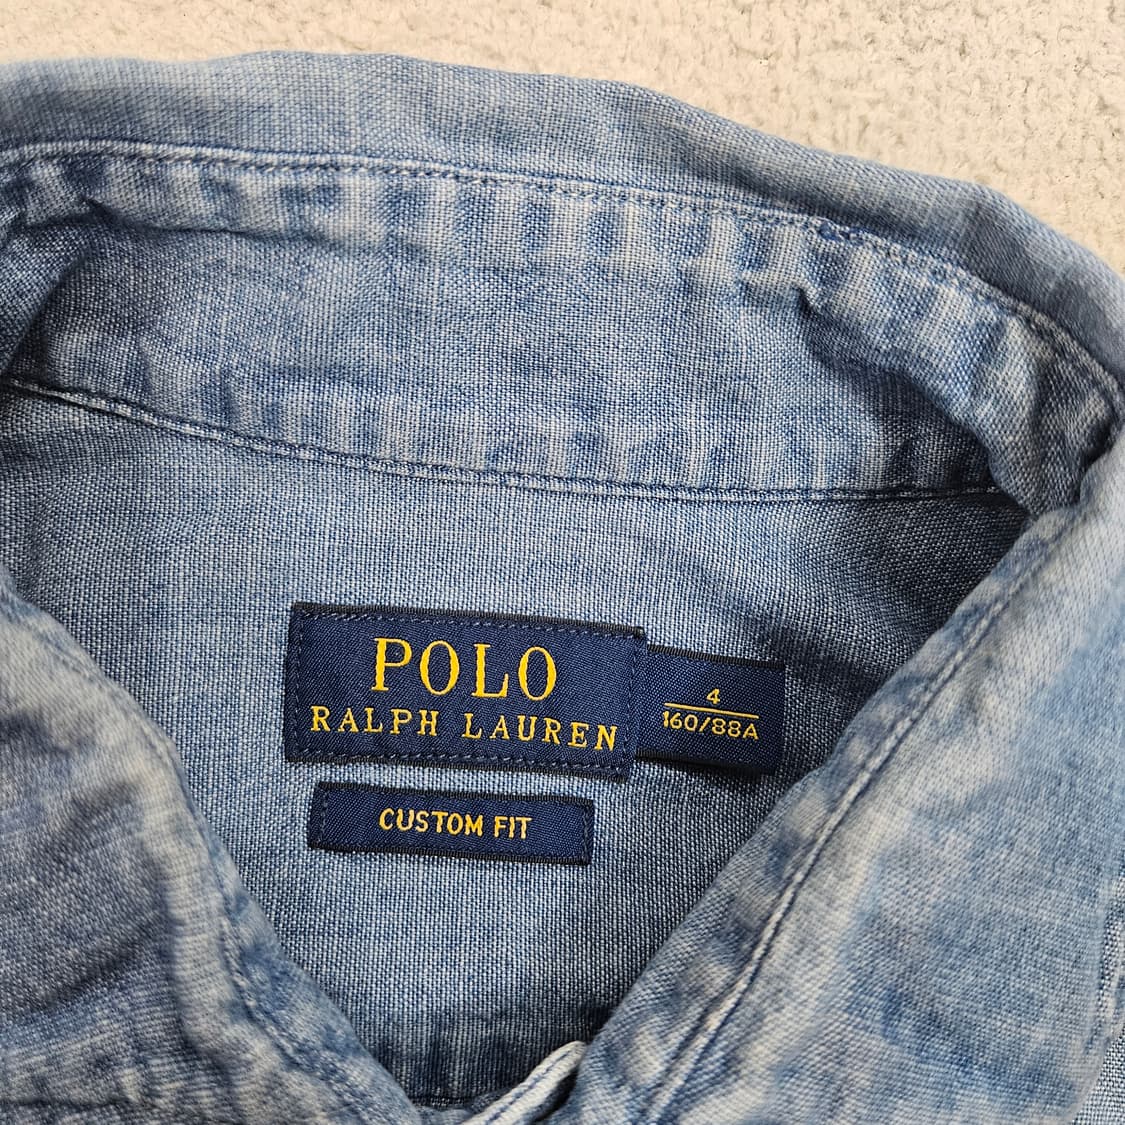 POLO
RALPH LAUREN
4
160/88A
CUSTOM FIT